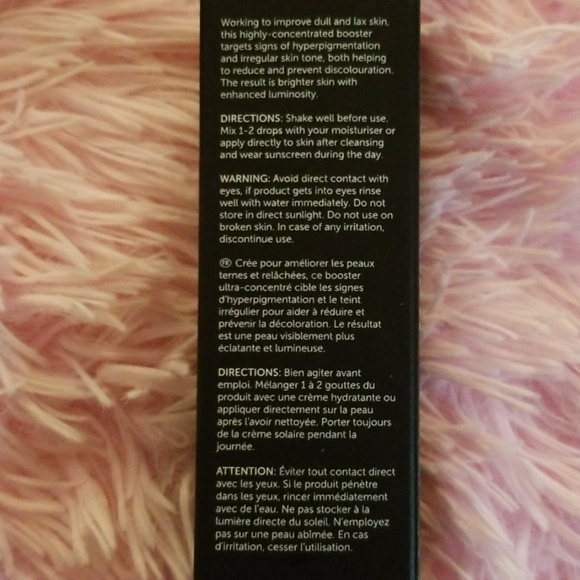 Working to improve dull and lax skin,
this highly-concentrated booster
targets signs of hyperpigmentation
and irregular skin tone, both helping
to reduce and prevent discolouration.
The result is brighter skin with
enhanced luminosity.
DIRECTIONS: Shake well before use.
Mix 1-2 drops with your moisturiser or
apply directly to skin after cleansing
and wear sunscreen during the day.
WARNING: Avoid direct contact with
eyes, if product gets into eyes rinse
well with water immediately. Do not
store in direct sunlight. Do not use on
broken skin. In case of any irritation,
discontinue use.
FR Crée pour améliorer les peaux
ternes et relâchées, ce booster
ultra-concentré cible les signes
d'hyperpigmentation et le teint
irrégulier pour aider à réduire et
prévenir la décoloration. Le résultat
est une peau visiblement plus
éclatante et lumineuse.
DIRECTIONS: Bien agiter avant
emploi. Mélanger 1 à 2 gouttes du
produit avec une crème hydratante ou
appliquer directement sur la peau
après l'avoir nettoyée. Porter toujours
de la crème solaire pendant la
journée.
ATTENTION: Éviter tout contact direct
avec les yeux. Si le produit pénètre
dans les yeux, rincer immédiatement
avec de l'eau. Ne pas stocker à la
lumière directe du soleil. N'employez
pas sur une peau abîmée. En cas
d'irritation, cesser l'utilisation.